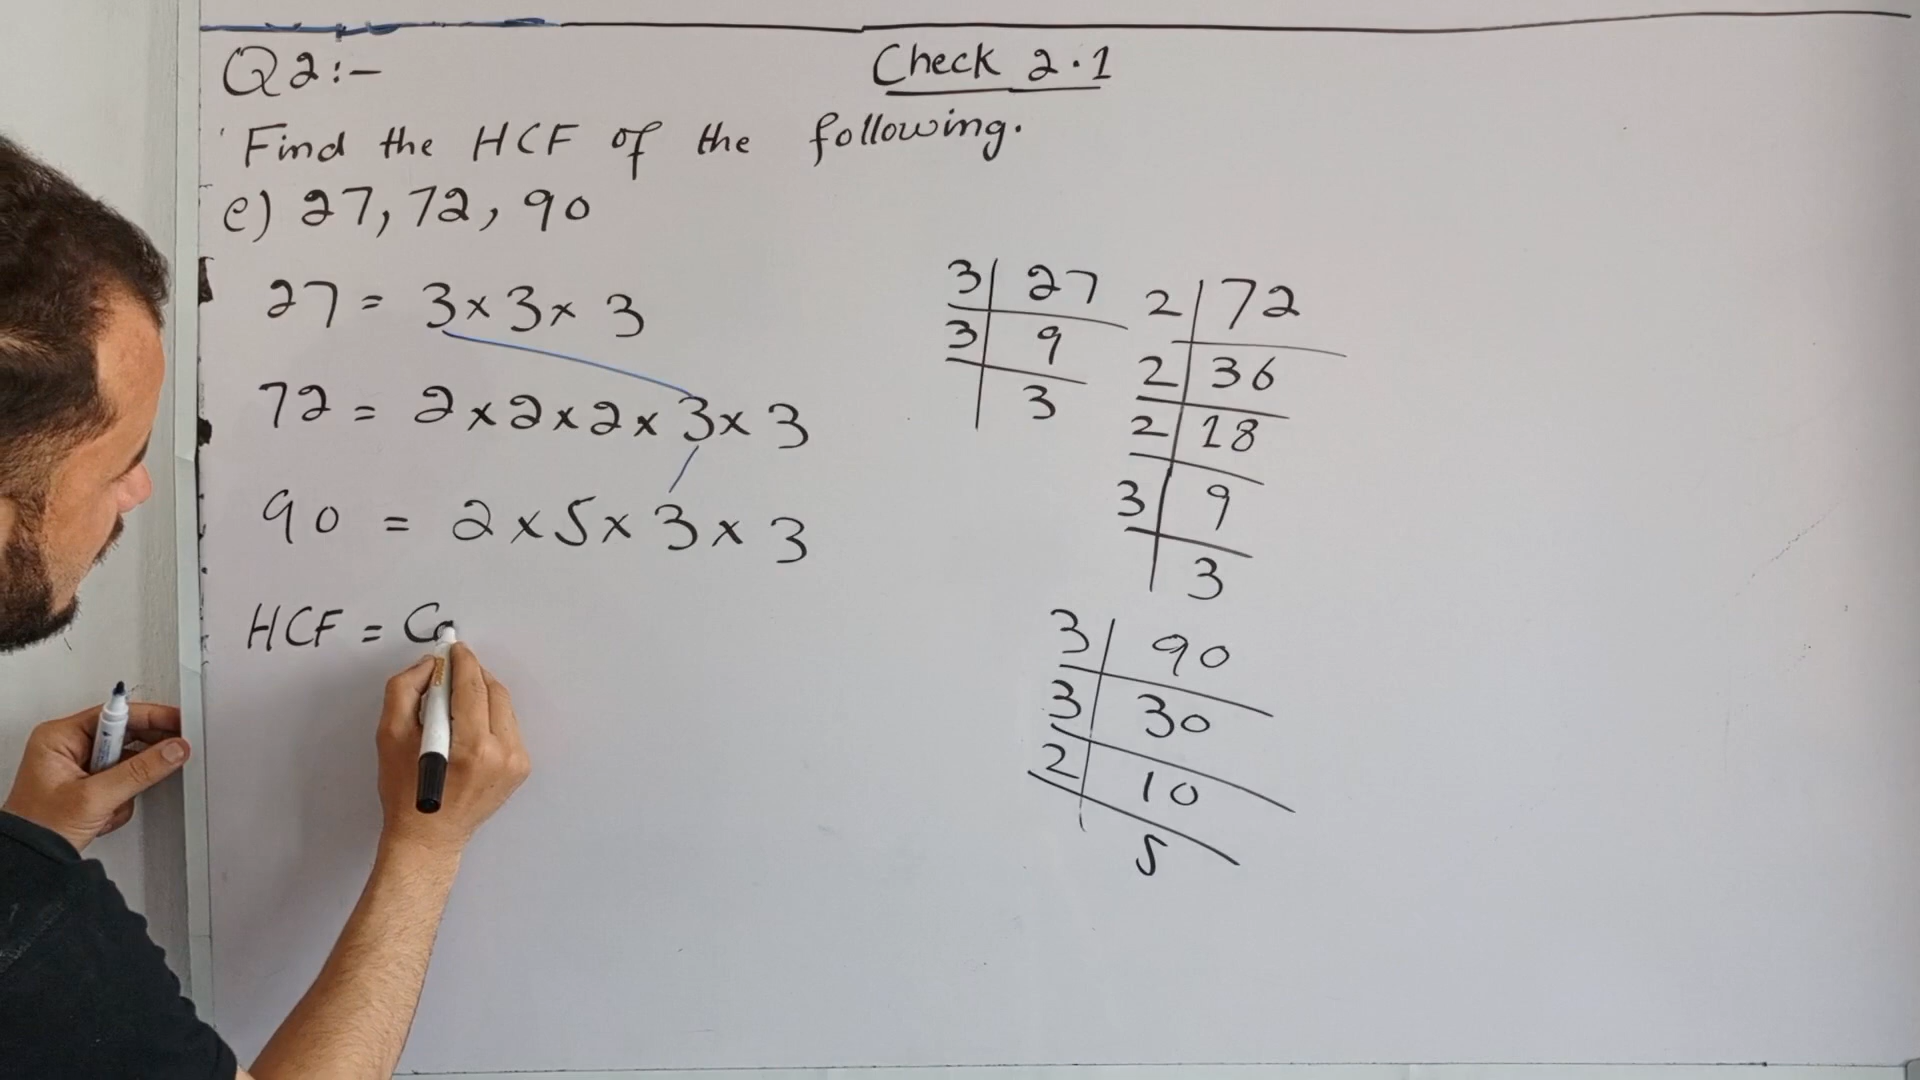 Q2:-
Check 2.1
Find the HCF of the following.
e) 27, 72, 90
27 = 3 x 3 x 3
72 = 2 x 2 x 2 x 3 x 3
90 = 2 x 5 x 3 x 3
HCF = Co
3 | 27
3 | 9
3
2 | 72
2 | 36
2 | 18
3 | 9
3
3 | 90
3 | 30
2 | 10
5